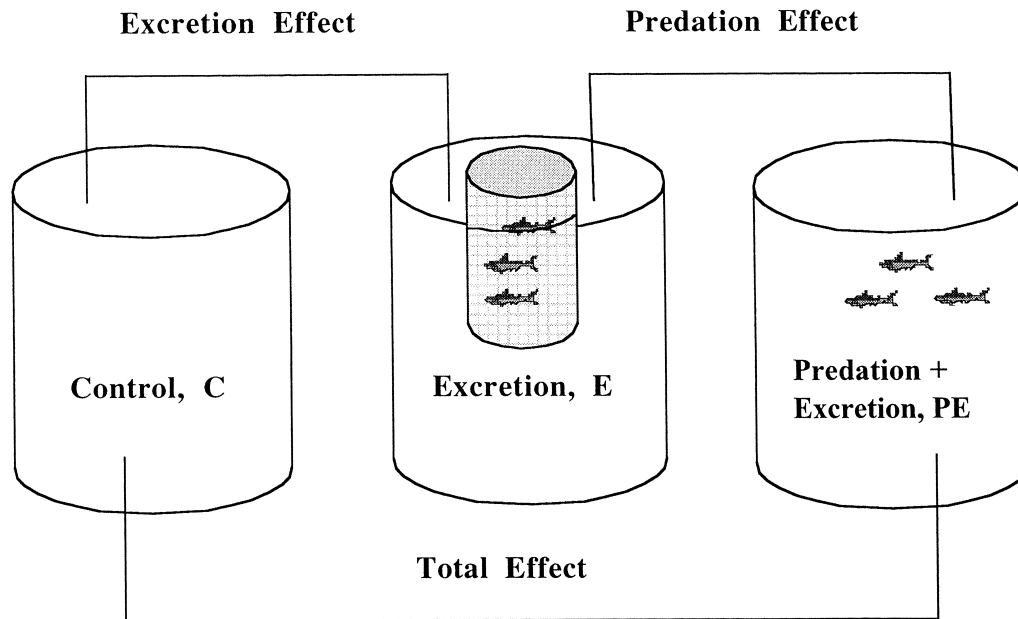 Excretion Effect
Predation Effect
Control, C
Excretion, E
Predation +
Excretion, PE
Total Effect